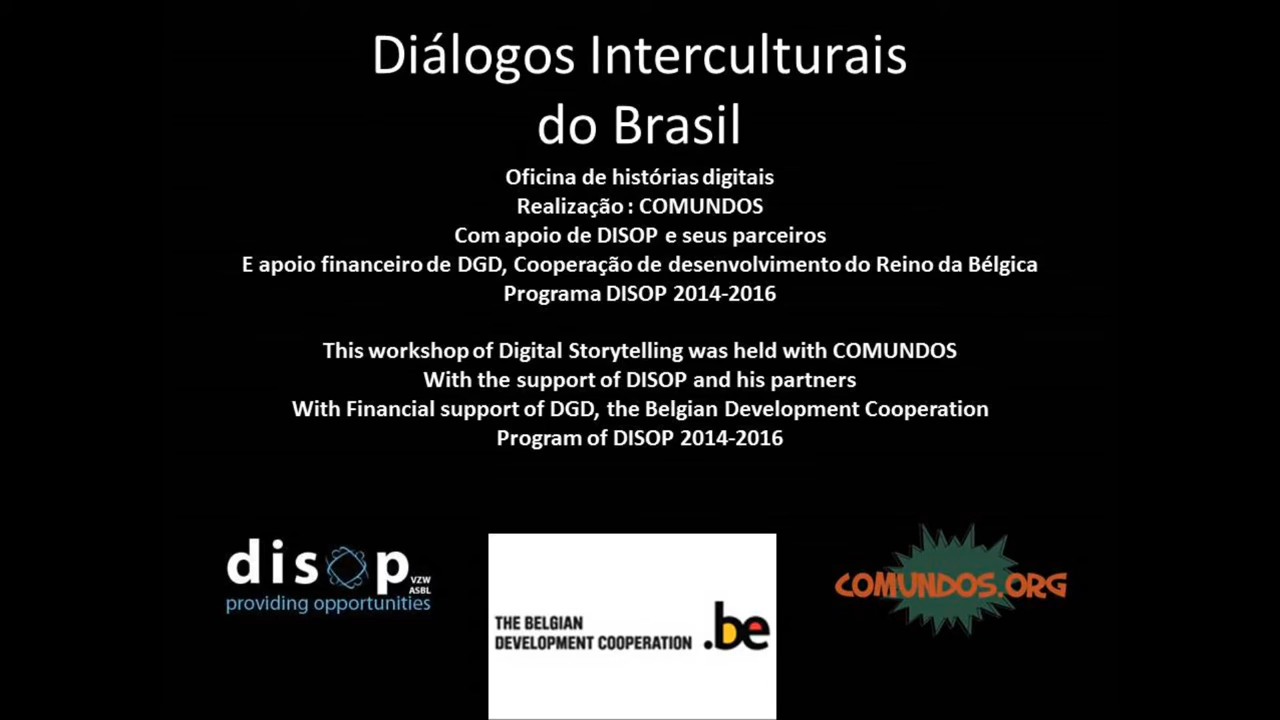 Diálogos Interculturais
do Brasil
Oficina de histórias digitais
Realização : COMUNDOS
Com apoio de DISOP e seus parceiros
E apoio financeiro de DGD, Cooperação de desenvolvimento do Reino da Bélgica
Programa DISOP 2014-2016
This workshop of Digital Storytelling was held with COMUNDOS
With the support of DISOP and his partners
With Financial support of DGD, the Belgian Development Cooperation
Program of DISOP 2014-2016
disop
VZW
ASBL
providing opportunities
THE BELGIAN
DEVELOPMENT COOPERATION .be
COMUNDOS.ORG